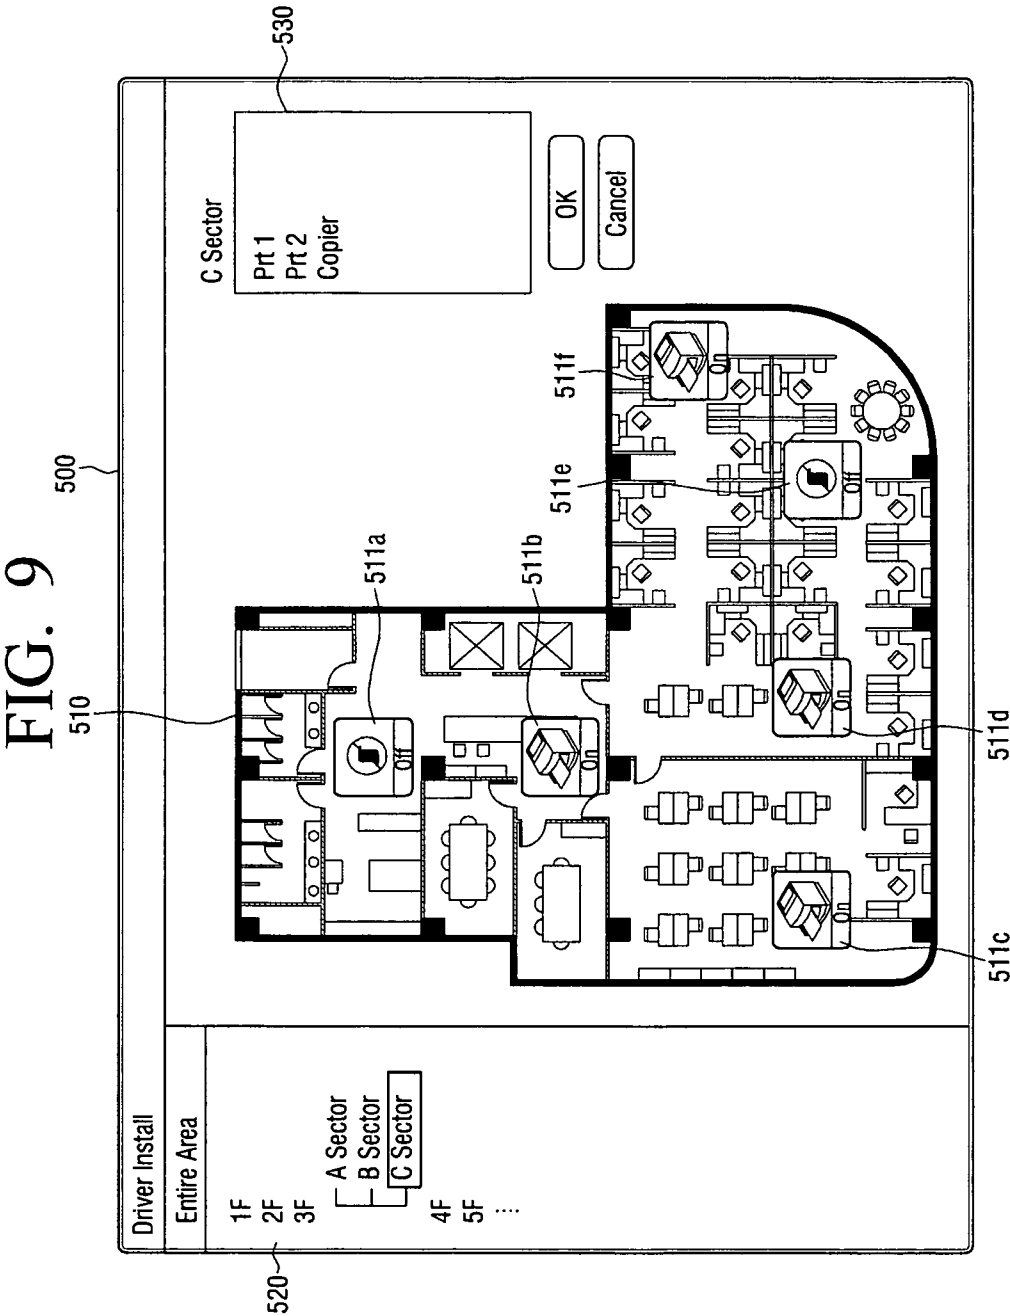 FIG. 9
500
Driver Install
Entire Area
520
1F
2F
3F
A Sector
B Sector
C Sector
4F
5F
⋮
510
511a
Off
511b
On
511c
On
511d
On
511e
Off
511f
On
C Sector
530
Prt 1
Prt 2
Copier
OK
Cancel